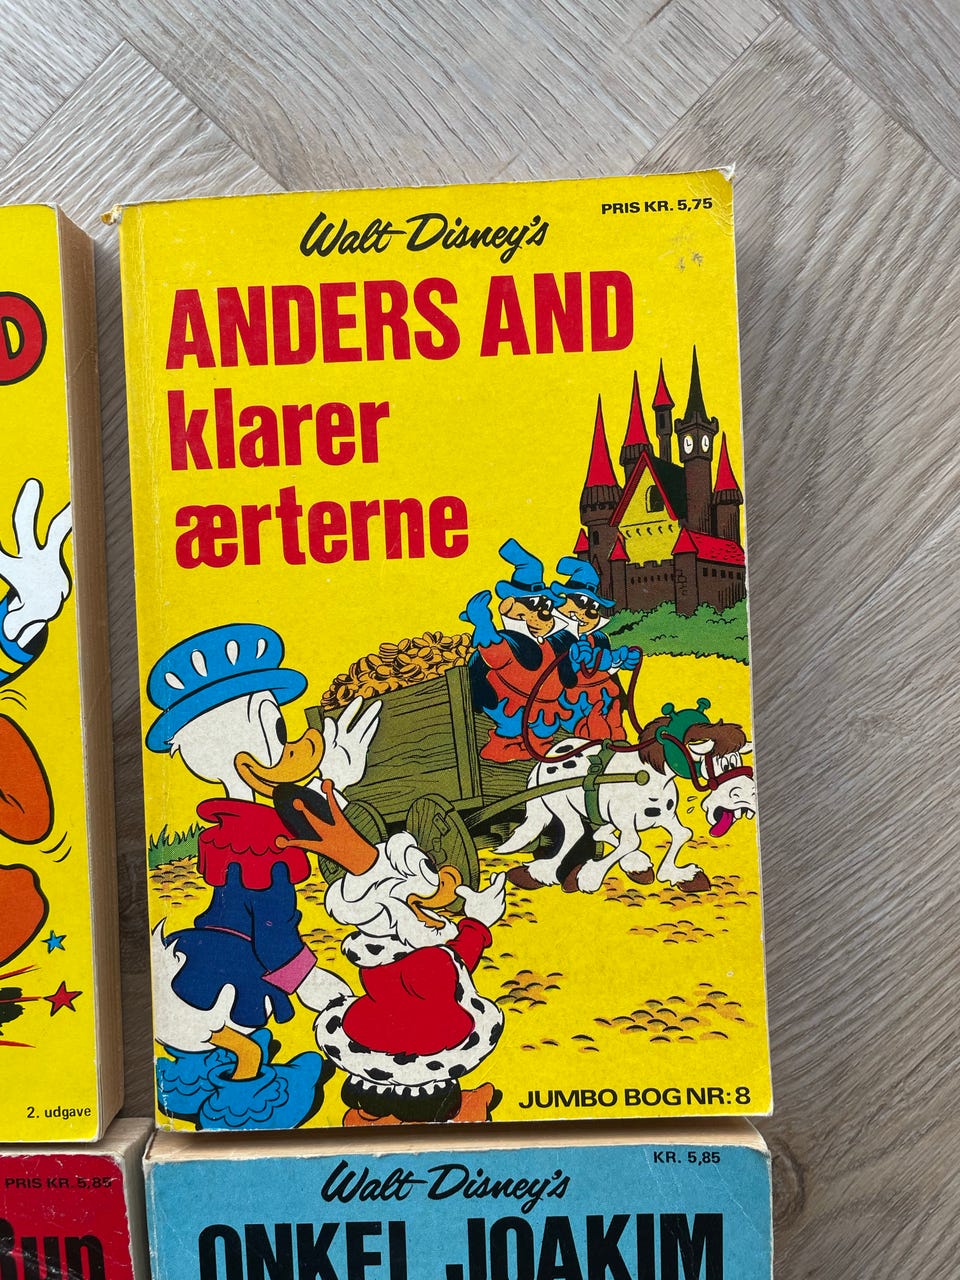 PRIS KR. 5,75
Walt Disney's
ANDERS AND
klarer
ærterne
JUMBO BOG NR: 8
D
2. udgave
PRIS KR. 5,85
KR. 5,85
Walt Disney's
ONKEL JOAKIM